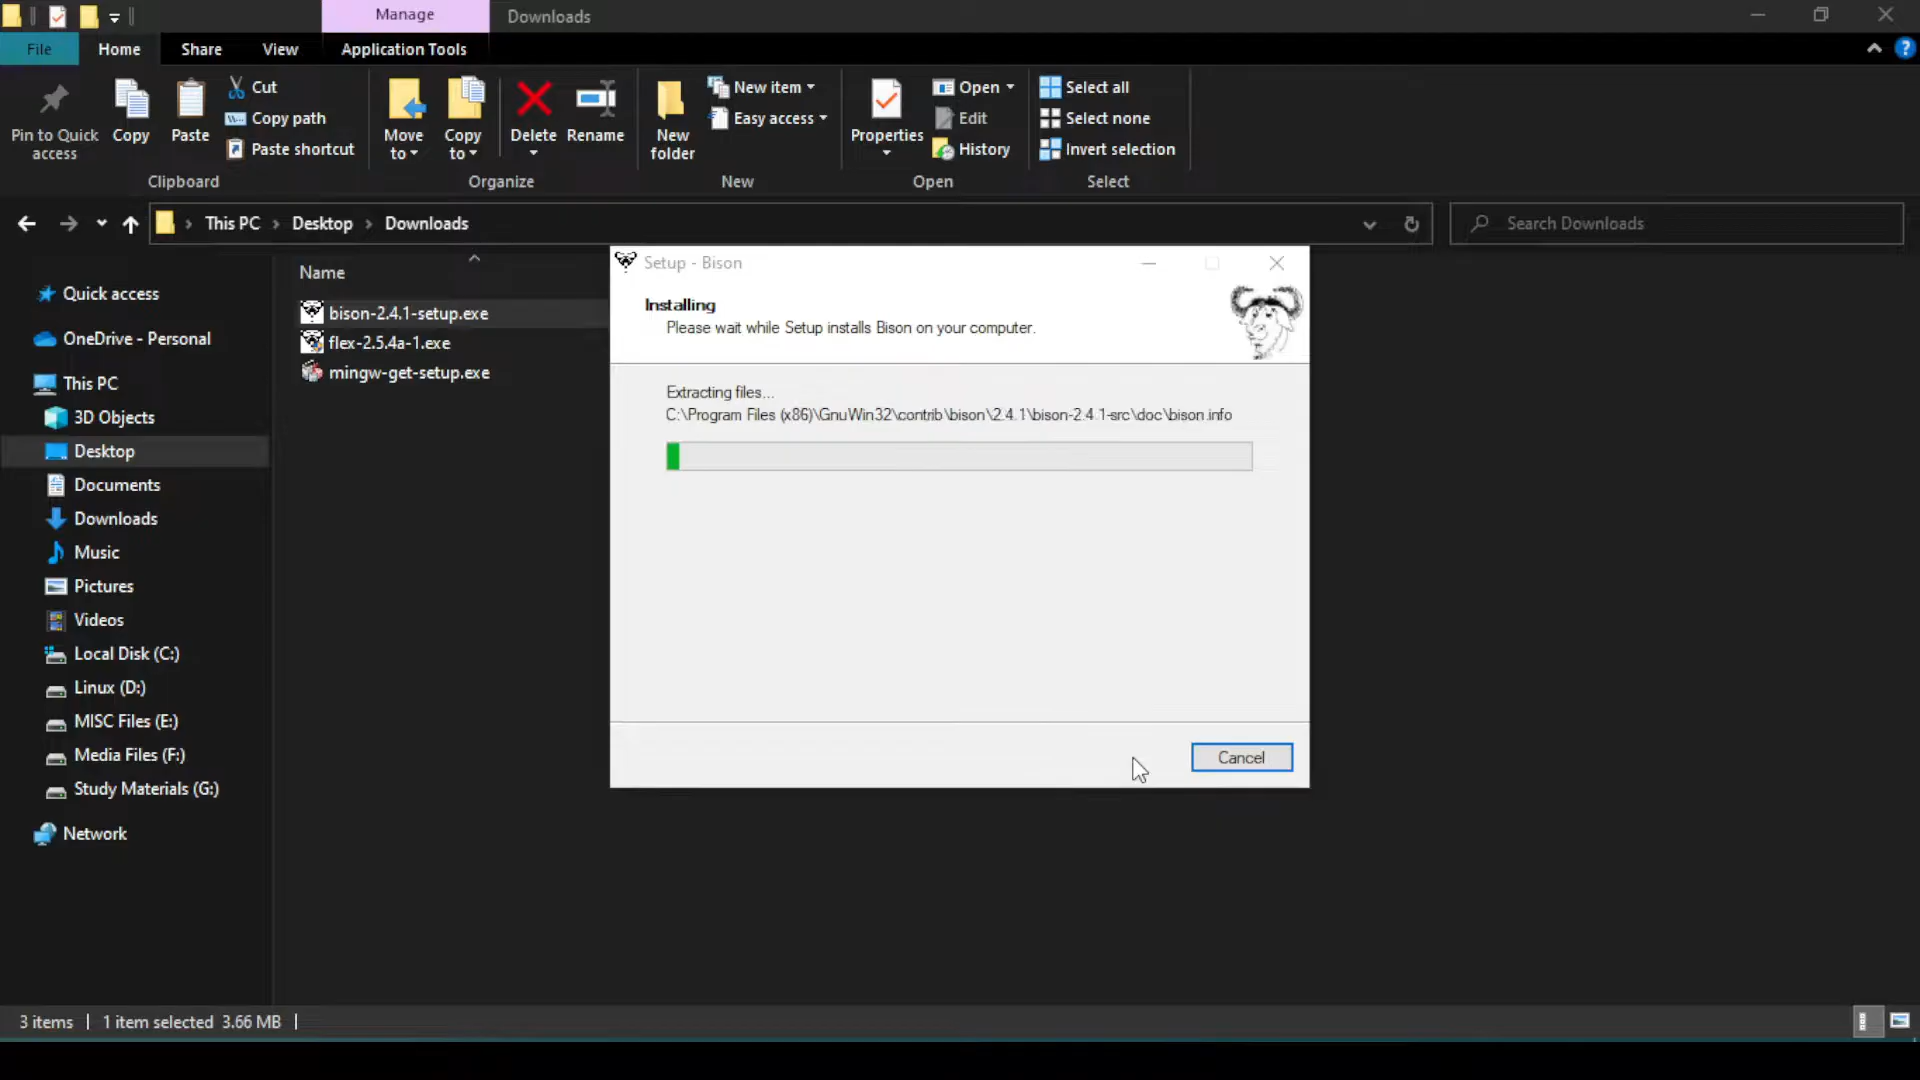 Manage
Downloads
File
Home
Share
View
Application Tools
Pin to Quick
access
Copy
Paste
Cut
Copy path
Paste shortcut
Clipboard
Move
to
Copy
to
Delete
Rename
Organize
New
folder
New item
Easy access
New
Properties
Open
Edit
History
Open
Select all
Select none
Invert selection
Select
This PC
Desktop
Downloads
Search Downloads
Quick access
OneDrive - Personal
This PC
3D Objects
Desktop
Documents
Downloads
Music
Pictures
Videos
Local Disk (C:)
Linux (D:)
MISC Files (E:)
Media Files (F:)
Study Materials (G:)
Network
Name
bison-2.4.1-setup.exe
flex-2.5.4a-1.exe
mingw-get-setup.exe
Setup - Bison
Installing
Please wait while Setup installs Bison on your computer.
Extracting files...
C:\Program Files (x86)\GnuWin32\contrib\bison\2.4.1\bison-2.4.1-src\doc\bison.info
Cancel
3 items
1 item selected 3.66 MB